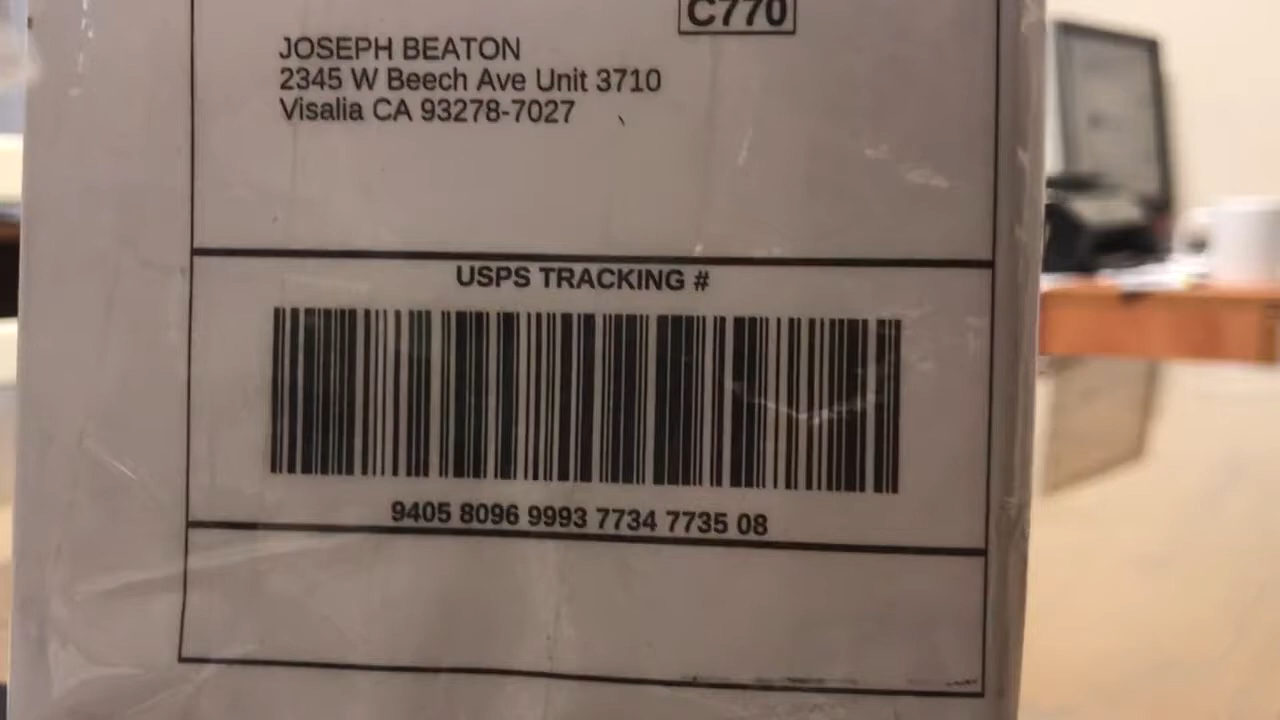 C770
JOSEPH BEATON
2345 W Beech Ave Unit 3710
Visalia CA 93278-7027
USPS TRACKING #
9405 8096 9993 7734 7735 08